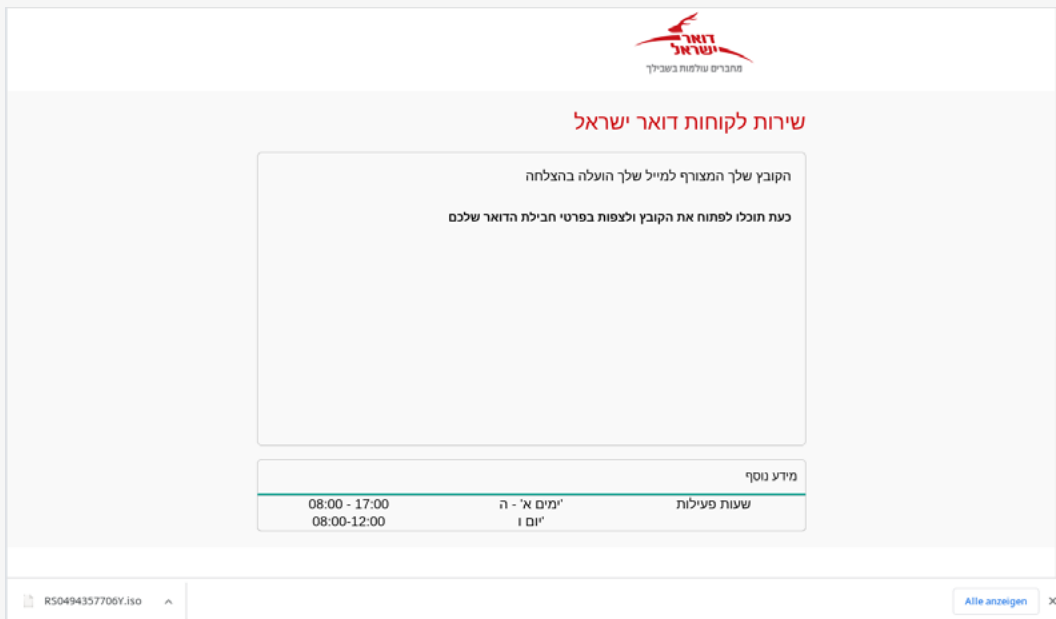 דואר
ישראל
מחברים עולמות בשבילך
שירות לקוחות דואר ישראל
הקובץ שלך המצורף למייל שלך הועלה בהצלחה
כעת תוכלו לפתוח את הקובץ ולצפות בפרטי חבילת הדואר שלכם
מידע נוסף
שעות פעילות 'ימים א' - ה 08:00 - 17:00
'יום ו 08:00-12:00
RS0494357706Y.iso Alle anzeigen